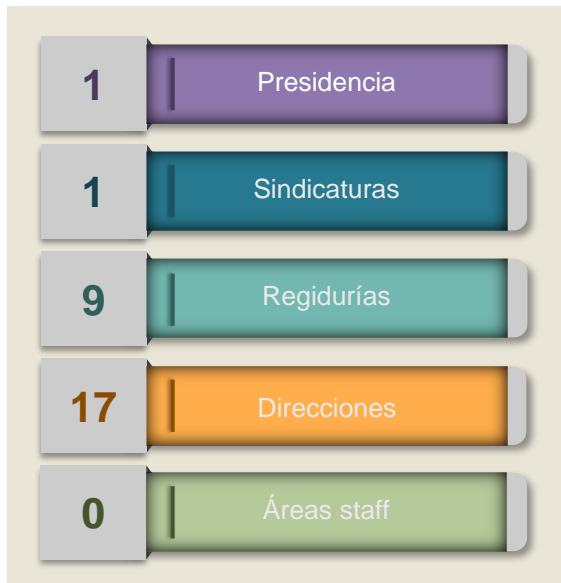 1 Presidencia
1 Sindicaturas
9 Regidurías
17 Direcciones
0 Áreas staff